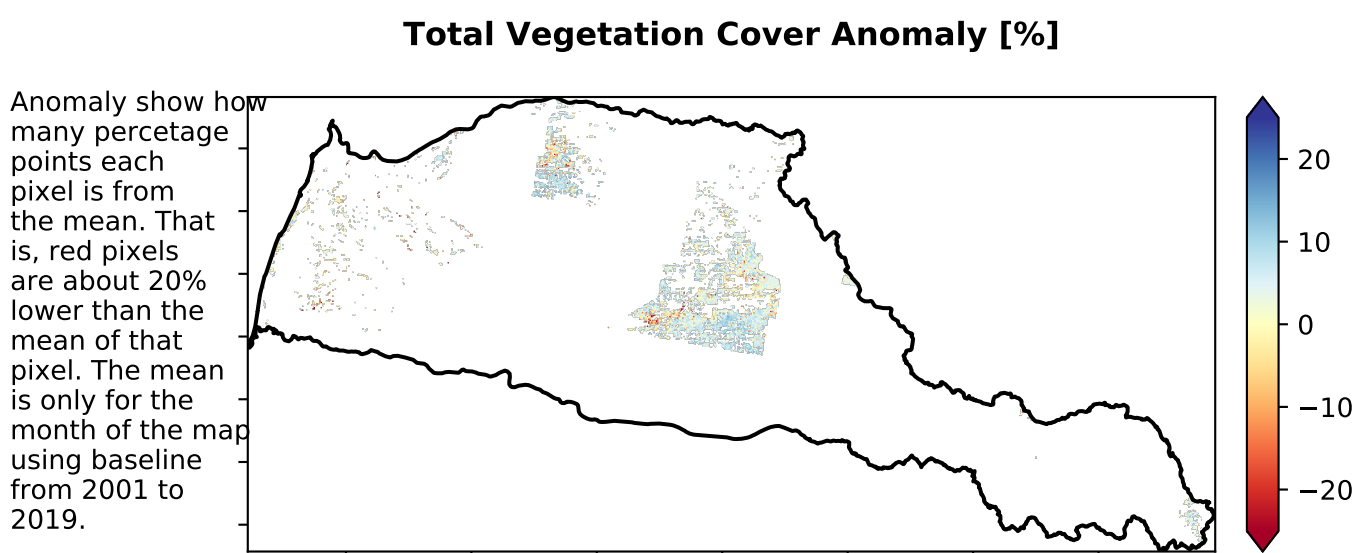 Total Vegetation Cover Anomaly [%]
Anomaly show how
many percetage
points each
pixel is from
the mean. That
is, red pixels
are about 20%
lower than the
mean of that
pixel. The mean
is only for the
month of the map
using baseline
from 2001 to
2019.
20
10
0
−10
−20